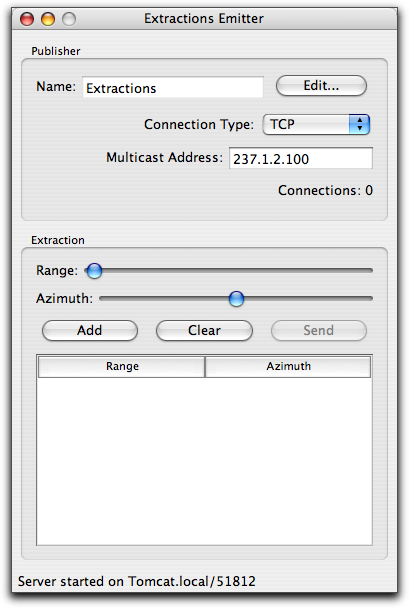 Extractions Emitter
Publisher
Name: Extractions Edit...
Connection Type: TCP
Multicast Address: 237.1.2.100
Connections: 0
Extraction
Range:
Azimuth:
Add Clear Send
Range Azimuth
Server started on Tomcat.local/51812